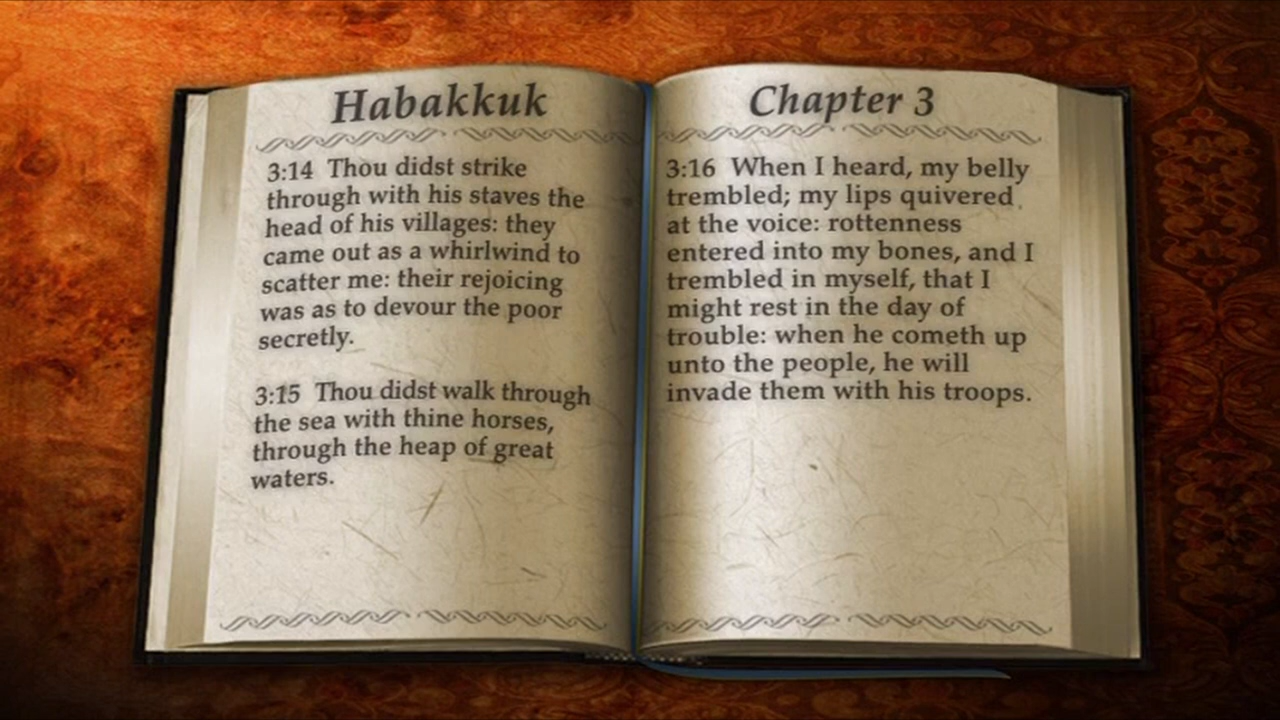 Habakkuk
3:14 Thou didst strike
through with his staves the
head of his villages: they
came out as a whirlwind to
scatter me: their rejoicing
was as to devour the poor
secretly.
3:15 Thou didst walk through
the sea with thine horses,
through the heap of great
waters.
Chapter 3
3:16 When I heard, my belly
trembled; my lips quivered
at the voice: rottenness
entered into my bones, and I
trembled in myself, that I
might rest in the day of
trouble: when he cometh up
unto the people, he will
invade them with his troops.